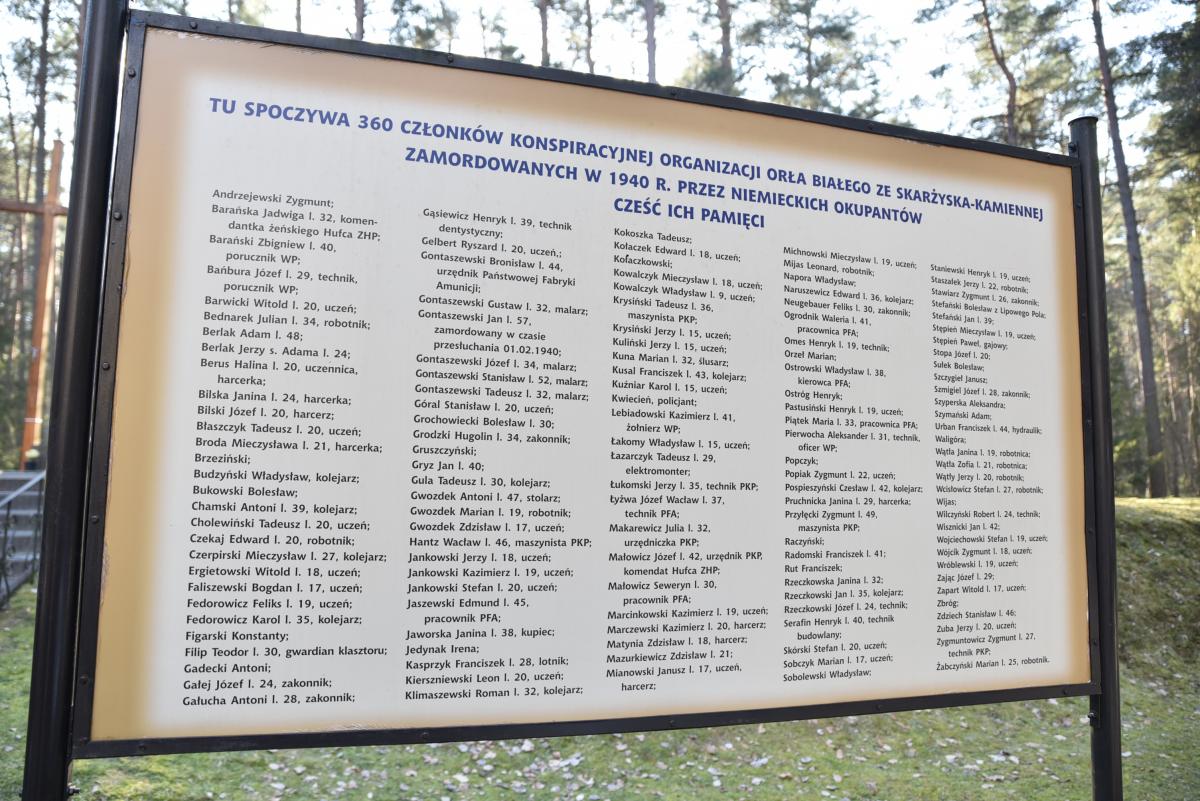 TU SPOCZYWA 360 CZŁONKÓW KONSPIRACYJNEJ ORGANIZACJI ORŁA BIAŁEGO ZE SKARŻYSKA-KAMIENNEJ
ZAMORDOWANYCH W 1940 R. PRZEZ NIEMIECKICH OKUPANTÓW
CZEŚĆ ICH PAMIĘCI
Andrzejewski Zygmunt;
Barańska Jadwiga l. 32, komen-
dantka żeńskiego Hufca ZHP;
Barański Zbigniew l. 40,
porucznik WP;
Bańbura Józef l. 29, technik,
porucznik WP;
Barwicki Witold l. 20, uczeń;
Bednarek Julian l. 34, robotnik;
Berlak Adam l. 48;
Berlak Jerzy s. Adama l. 24;
Berus Halina l. 20, uczennica,
harcerka;
Bilska Janina l. 24, harcerka;
Bilski Józef l. 20, harcerz;
Błaszczyk Tadeusz l. 20, uczeń;
Broda Mieczysława l. 21, harcerka;
Brzeziński;
Budzyński Władysław, kolejarz;
Bukowski Bolesław;
Chamski Antoni l. 39, kolejarz;
Cholewiński Tadeusz l. 20, uczeń;
Czekaj Edward l. 20, robotnik;
Czerpirski Mieczysław l. 27, kolejarz;
Ergietowski Witold l. 18, uczeń;
Faliszewski Bogdan l. 17, uczeń;
Fedorowicz Feliks l. 19, uczeń;
Fedorowicz Karol l. 35, kolejarz;
Figarski Konstanty;
Filip Teodor l. 30, gwardian klasztoru;
Gadecki Antoni;
Galej Józef l. 24, zakonnik;
Gałucha Antoni l. 28, zakonnik;
Gąsiewicz Henryk l. 39, technik
dentystyczny;
Gelbert Ryszard l. 20, uczeń,;
Gontaszewski Bronisław l. 44,
urzędnik Państwowej Fabryki
Amunicji;
Gontaszewski Gustaw l. 32, malarz;
Gontaszewski Jan l. 57,
zamordowany w czasie
przesłuchania 01.02.1940;
Gontaszewski Józef l. 34, malarz;
Gontaszewski Stanisław l. 52, malarz;
Gontaszewski Tadeusz l. 32, malarz;
Góral Stanisław l. 20, uczeń;
Grochowiecki Bolesław l. 30;
Grodzki Hugolin l. 34, zakonnik;
Gruszczyński;
Gryz Jan l. 40;
Gula Tadeusz l. 30, kolejarz;
Gwozdek Antoni l. 47, stolarz;
Gwozdek Marian l. 19, robotnik;
Gwozdek Zdzisław l. 17, uczeń;
Hantz Wacław l. 46, maszynista PKP;
Jankowski Jerzy l. 18, uczeń;
Jankowski Kazimierz l. 19, uczeń;
Jankowski Stefan l. 20, uczeń;
Jaszewski Edmund l. 45,
pracownik PFA;
Jaworska Janina l. 38, kupiec;
Jedynak Irena;
Kasprzyk Franciszek l. 28, lotnik;
Kierszniewski Leon l. 20, uczeń;
Klimaszewski Roman l. 32, kolejarz;
Kokoszka Tadeusz;
Kołaczek Edward l. 18, uczeń;
Kołaczkowski;
Kowalczyk Mieczysław l. 18, uczeń;
Kowalczyk Władysław l. 9, uczeń;
Krysiński Tadeusz l. 36,
maszynista PKP;
Krysiński Jerzy l. 15, uczeń;
Kuliński Jerzy l. 15, uczeń;
Kuna Marian l. 32, ślusarz;
Kusal Franciszek l. 43, kolejarz;
Kuźniar Karol l. 15, uczeń;
Kwiecień, policjant;
Lebiadowski Kazimierz l. 41,
żołnierz WP;
Łakomy Władysław l. 15, uczeń;
Łazarczyk Tadeusz l. 29,
elektromonter;
Łukomski Jerzy l. 35, technik PKP;
Łyżwa Józef Wacław l. 37,
technik PFA;
Makarewicz Julia l. 32,
urzędniczka PKP;
Małowicz Józef l. 42, urzędnik PKP,
komendat Hufca ZHP;
Małowicz Seweryn l. 30,
pracownik PFA;
Marcinkowski Kazimierz l. 19, uczeń;
Marczewski Kazimierz l. 20, harcerz;
Matynia Zdzisław l. 18, harcerz;
Mazurkiewicz Zdzisław l. 21;
Mianowski Janusz l. 17, uczeń,
harcerz;
Michnowski Mieczysław l. 19, uczeń;
Mijas Leonard, robotnik;
Napora Władysław;
Naruszewicz Edward l. 36, kolejarz;
Neugebauer Feliks l. 30, zakonnik;
Ogrodnik Waleria l. 41,
pracownica PFA;
Omes Henryk l. 19, technik;
Orzeł Marian;
Ostrowski Władysław l. 38,
kierowca PFA;
Ostróg Henryk;
Pastusiński Henryk l. 19, uczeń;
Piątek Maria l. 33, pracownica PFA;
Pierwocha Aleksander l. 31, technik,
oficer WP;
Popczyk;
Popiak Zygmunt l. 22, uczeń;
Pospieszyński Czesław l. 42, kolejarz;
Pruchnicka Janina l. 29, harcerka;
Przyłęcki Zygmunt l. 49,
maszynista PKP;
Raczyński;
Radomski Franciszek l. 41;
Rut Franciszek;
Rzeczkowska Janina l. 32;
Rzeczkowski Jan l. 35, kolejarz;
Rzeczkowski Józef l. 24, technik;
Serafin Henryk l. 40, technik
budowlany;
Skórski Stefan l. 20, uczeń;
Sobczyk Marian l. 17, uczeń;
Sobolewski Władysław;
Staniewski Henryk l. 19, uczeń;
Staszałek Jerzy l. 22, robotnik;
Stawiarz Zygmunt l. 26, zakonnik;
Stefański Bolesław z Lipowego Pola;
Stefański Jan l. 39;
Stępień Mieczysław l. 19, uczeń;
Stępień Paweł, gajowy;
Stopa Józef l. 20;
Sułek Bolesław;
Szczygieł Janusz;
Szmigiel Józef l. 28, zakonnik;
Szyperska Aleksandra;
Szymański Adam;
Urban Franciszek l. 44, hydraulik;
Waligóra;
Wątła Janina l. 19, robotnica;
Wątła Zofia l. 21, robotnica;
Wątły Jerzy l. 20, robotnik;
Wcisłowicz Stefan l. 27, robotnik;
Wijas;
Wilczyński Robert l. 24, technik;
Wisznicki Jan l. 42;
Wojciechowski Stefan l. 19, uczeń;
Wójcik Zygmunt l. 18, uczeń;
Wróblewski l. 19, uczeń;
Zając Józef l. 29;
Zapart Witold l. 17, uczeń;
Zbróg;
Zdziech Stanisław l. 46;
Zuba Jerzy l. 20, uczeń;
Zygmuntowicz Zygmunt l. 27,
technik PKP;
Żabczyński Marian l. 25, robotnik.